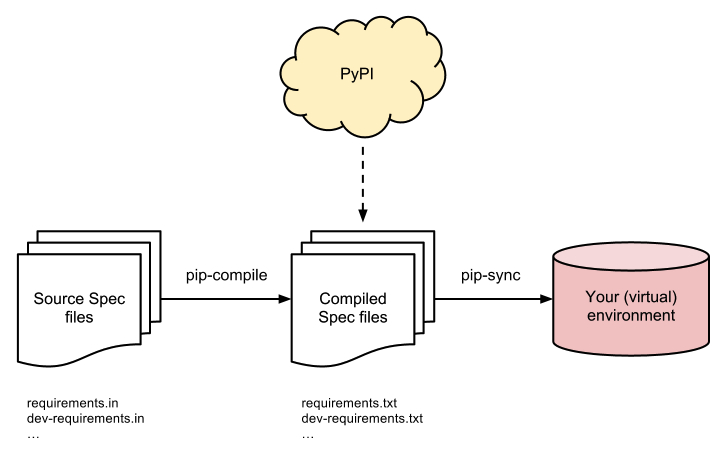 PyPI
pip-compile
pip-sync
Source Spec
files
Compiled
Spec files
Your (virtual)
environment
requirements.in
dev-requirements.in
…
requirements.txt
dev-requirements.txt
…